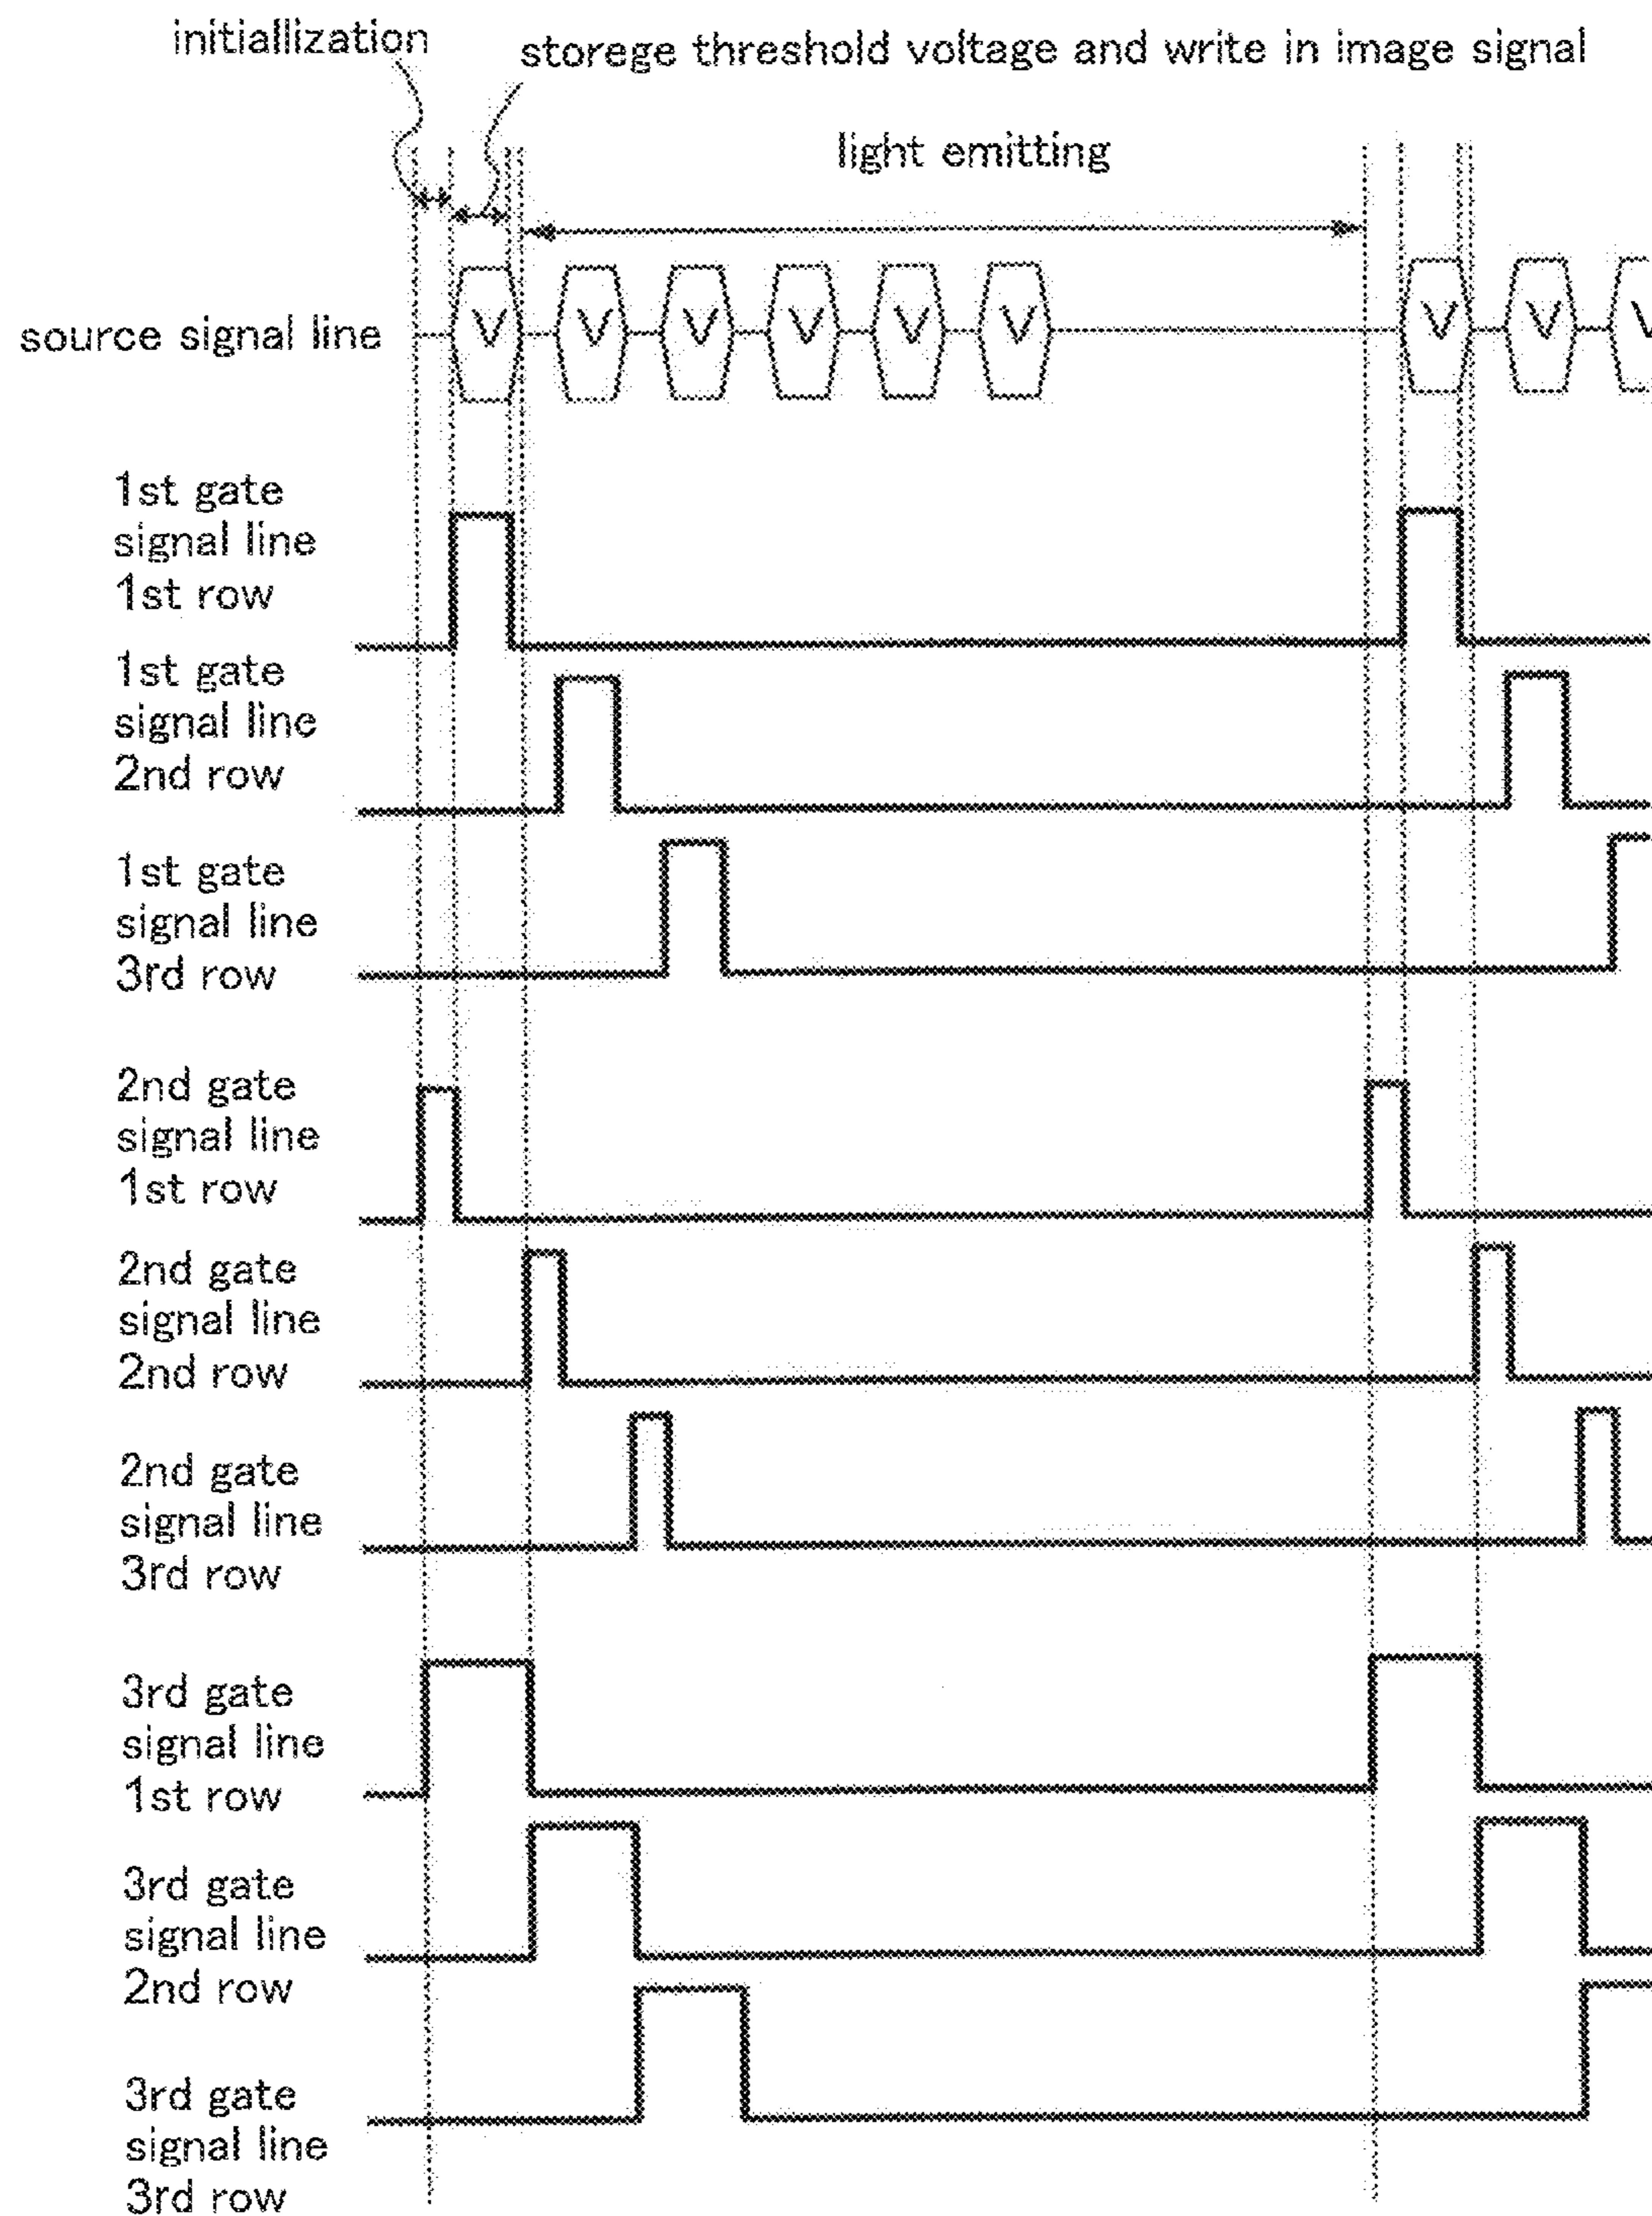 initiallization
storege threshold voltage and write in image signal
light emitting
source signal line
V V V V V V V V V
1st gate
signal line
1st row
1st gate
signal line
2nd row
1st gate
signal line
3rd row
2nd gate
signal line
1st row
2nd gate
signal line
2nd row
2nd gate
signal line
3rd row
3rd gate
signal line
1st row
3rd gate
signal line
2nd row
3rd gate
signal line
3rd row